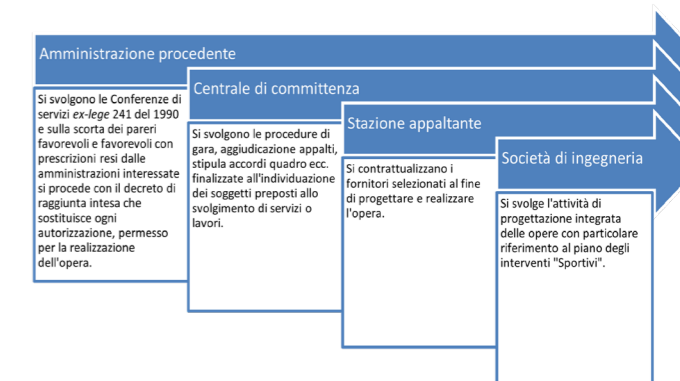 Amministrazione procedente
Si svolgono le Conferenze di
servizi ex-lege 241 del 1990
e sulla scorta dei pareri
favorevoli e favorevoli con
prescrizioni resi dalle
amministrazioni interessate
si procede con il decreto di
raggiunta intesa che
sostituisce ogni
autorizzazione, permesso
per la realizzazione
dell'opera.
Centrale di committenza
Si svolgono le procedure di
gara, aggiudicazione appalti,
stipula accordi quadro ecc.
finalizzate all'individuazione
dei soggetti preposti allo
svolgimento di servizi o
lavori.
Stazione appaltante
Si contrattualizzano i
fornitori selezionati al fine
di progettare e realizzare
l'opera.
Società di ingegneria
Si svolge l'attività di
progettazione integrata
delle opere con particolare
riferimento al piano degli
interventi "Sportivi".